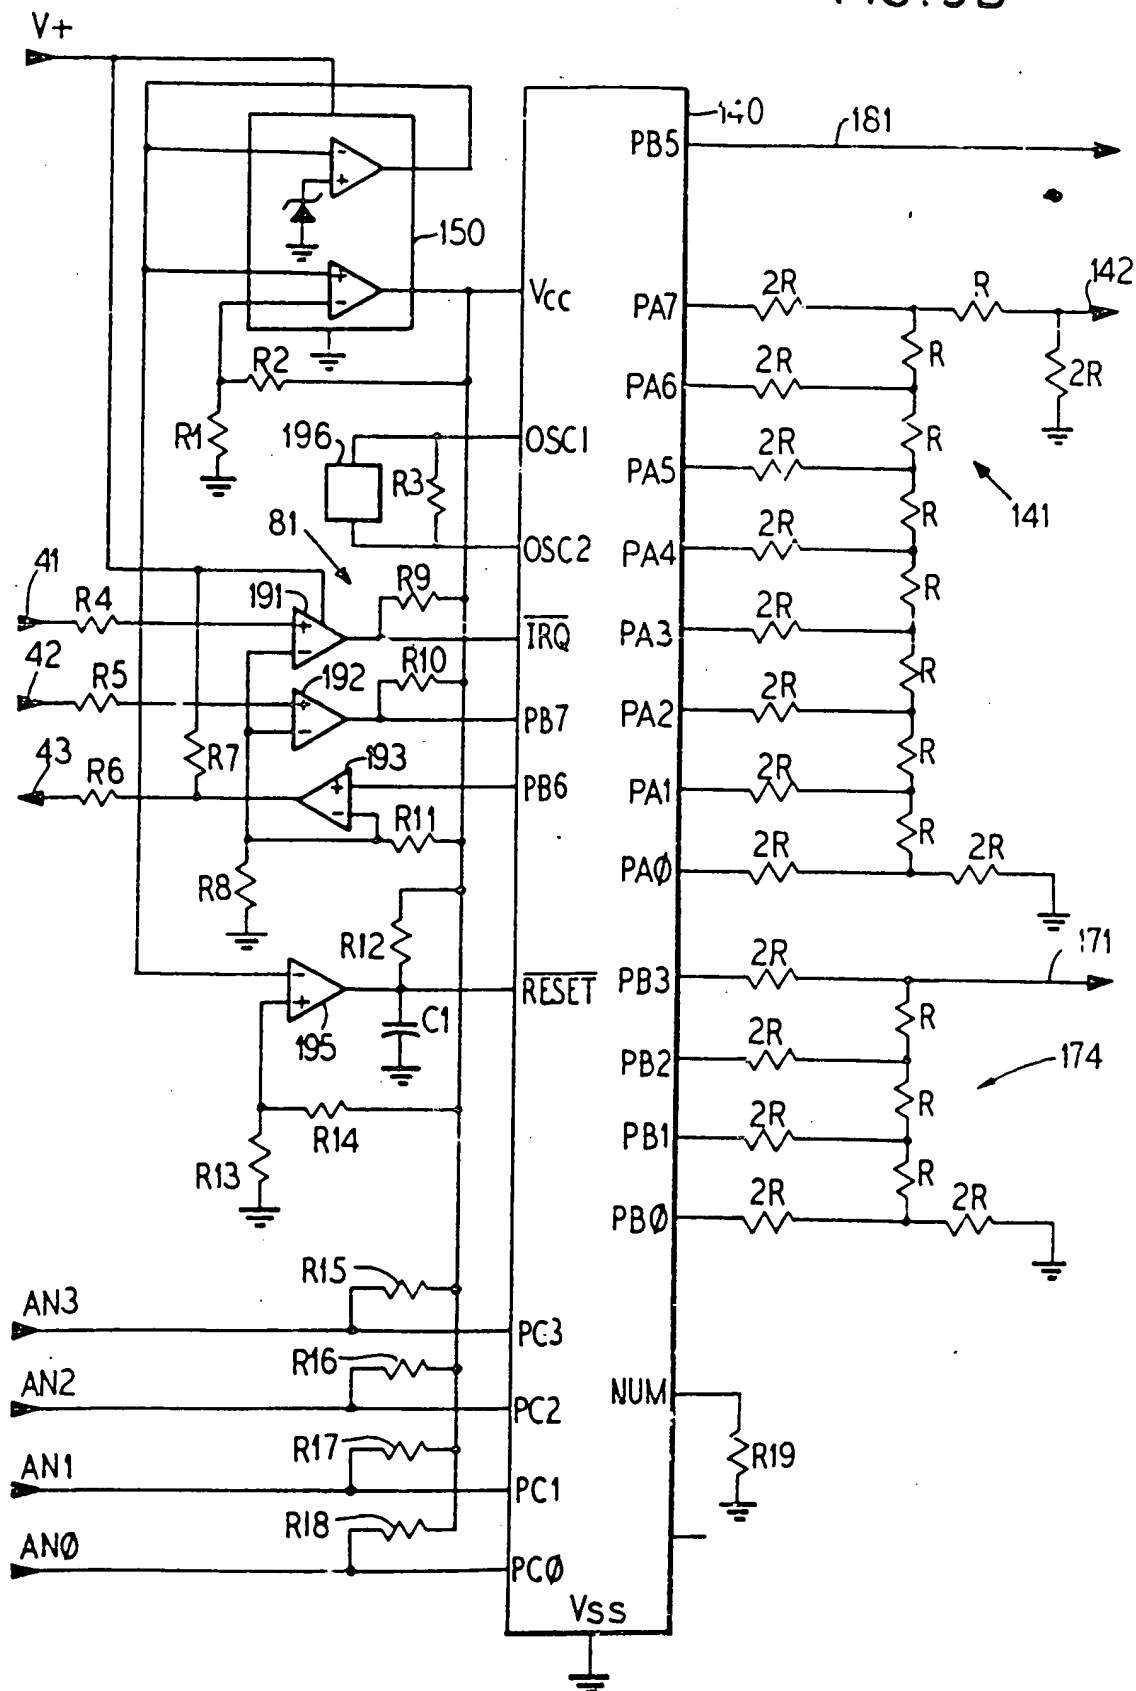 V+
140
PB5
181
150
VCC
PA7
2R
R
142
R2
R
2R
PA6
2R
R1
196
OSC1
R
R3
PA5
2R
141
81
OSC2
R
PA4
2R
41
R4
191
R9
R
IRQ
PA3
2R
42
R5
192
R10
R
PB7
PA2
2R
43
R6
R7
193
R
PB6
PA1
2R
R11
R
R8
PAØ
2R
2R
R12
171
RESET
PB3
2R
195
C1
R
PB2
2R
174
R14
R
R13
PB1
2R
R
PBØ
2R
2R
R15
AN3
PC3
R16
AN2
PC2
NUM
R17
R19
AN1
PC1
R18
ANØ
PCØ
VSS